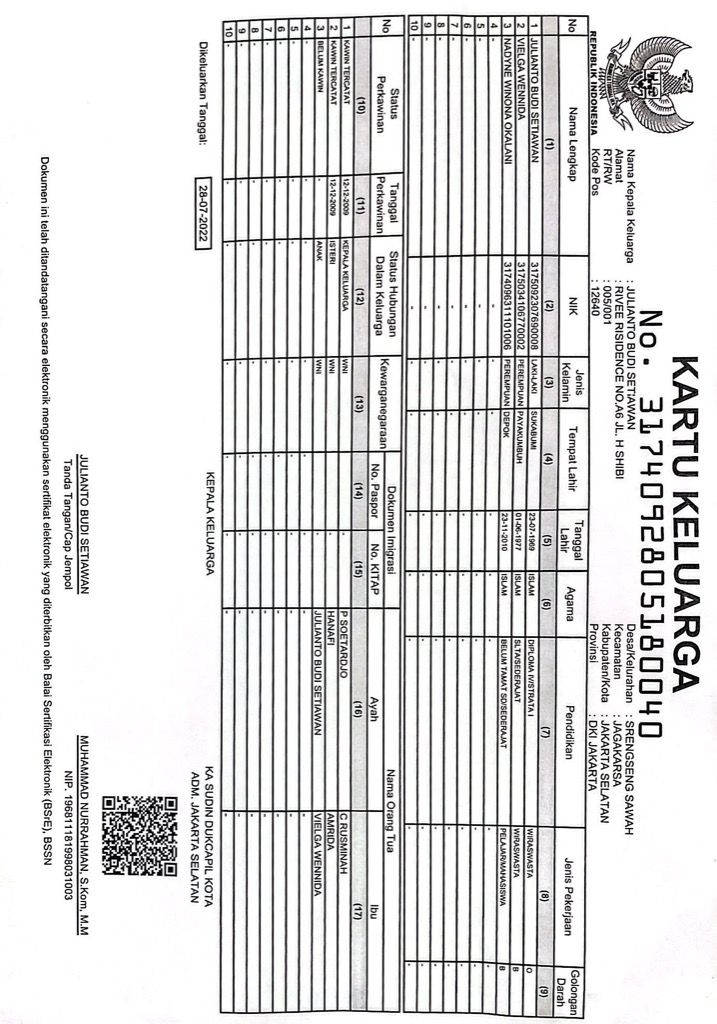 KARTU KELUARGA
No. 3174092805180040
REPUBLIK INDONESIA
Nama Kepala Keluarga : JULIANTO BUDI SETIAWAN
Alamat : RIVEE RISIDENCE NO.A6 JL. H SHIBI
RT/RW : 005/001
Kode Pos : 12640
Desa/Kelurahan : SRENGSENG SAWAH
Kecamatan : JAGAKARSA
Kabupaten/Kota : JAKARTA SELATAN
Provinsi : DKI JAKARTA
No Nama Lengkap NIK Jenis Kelamin Tempat Lahir Tanggal Lahir Agama Pendidikan Jenis Pekerjaan Golongan Darah
(1) (2) (3) (4) (5) (6) (7) (8) (9)
1 JULIANTO BUDI SETIAWAN 3175092307690008 LAKI-LAKI SUKABUMI 23-07-1969 ISLAM DIPLOMA IV/STRATA I WIRASWASTA O
2 VIELGA WENNIDA 3175034106770002 PEREMPUAN PAYAKUMBUH 01-06-1977 ISLAM SLTA/SEDERAJAT WIRASWASTA B
3 NADYNE WINONA OKALANI 3174096311101006 PEREMPUAN DEPOK 23-11-2010 ISLAM BELUM TAMAT SD/SEDERAJAT PELAJAR/MAHASISWA B
4 - - - - - - - - -
5 - - - - - - - - -
6 - - - - - - - - -
7 - - - - - - - - -
8 - - - - - - - - -
9 - - - - - - - - -
10 - - - - - - - - -
No Status Perkawinan Tanggal Perkawinan Status Hubungan Dalam Keluarga Kewarganegaraan Dokumen Imigrasi Nama Orang Tua
No. Paspor No. KITAP Ayah Ibu
(10) (11) (12) (13) (14) (15) (16) (17)
1 KAWIN TERCATAT 12-12-2009 KEPALA KELUARGA WNI - - P SOETARDJO C RUSMINAH
2 KAWIN TERCATAT 12-12-2009 ISTERI WNI - - HANAFI AMRIDA
3 BELUM KAWIN - ANAK WNI - - JULIANTO BUDI SETIAWAN VIELGA WENNIDA
4 - - - - - - - -
5 - - - - - - - -
6 - - - - - - - -
7 - - - - - - - -
8 - - - - - - - -
9 - - - - - - - -
10 - - - - - - - -
Dikeluarkan Tanggal: 28-07-2022
KEPALA KELUARGA
JULIANTO BUDI SETIAWAN
Tanda Tangan/Cap Jempol
KA SUDIN DUKCAPIL KOTA
ADM. JAKARTA SELATAN
MUHAMMAD NURRAHMAN, S.Kom, M.M
NIP. 196811181998031003
Dokumen ini telah ditandatangani secara elektronik menggunakan sertifikat elektronik yang diterbitkan oleh Balai Sertifikasi Elektronik (BSrE), BSSN